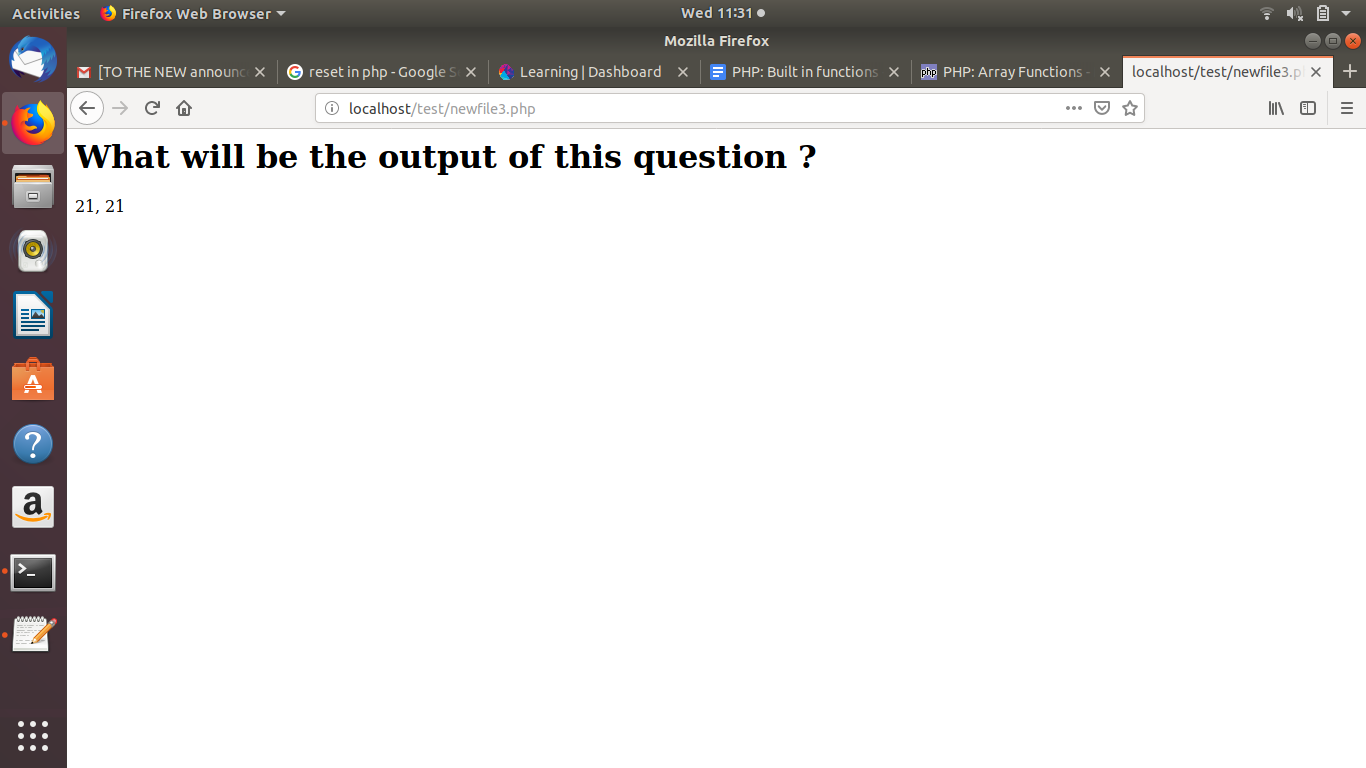 Activities Firefox Web Browser Wed 11:31
Mozilla Firefox
[TO THE NEW announc reset in php - Google S Learning | Dashboard PHP: Built in functions PHP: Array Functions - localhost/test/newfile3.p
localhost/test/newfile3.php
What will be the output of this question ?
21, 21